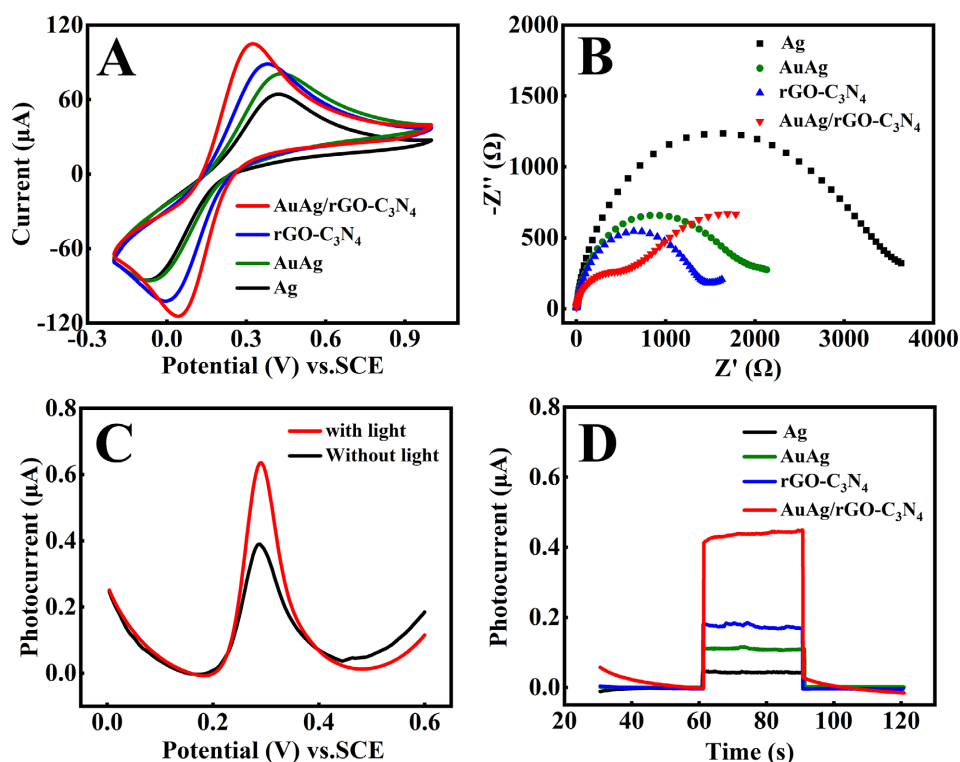 A
120
60
0
-60
-120
-0.3
0.0
0.3
0.6
0.9
Current (μA)
Potential (V) vs.SCE
AuAg/rGO-C₃N₄
rGO-C₃N₄
AuAg
Ag
B
2000
1500
1000
500
0
0
1000
2000
3000
4000
-Z'' (Ω)
Z' (Ω)
Ag
AuAg
rGO-C₃N₄
AuAg/rGO-C₃N₄
C
0.8
0.6
0.4
0.2
0.0
0.0
0.2
0.4
0.6
Photocurrent (μA)
Potential (V) vs.SCE
with light
Without light
D
0.8
0.6
0.4
0.2
0.0
20
40
60
80
100
120
Photocurrent (μA)
Time (s)
Ag
AuAg
rGO-C₃N₄
AuAg/rGO-C₃N₄